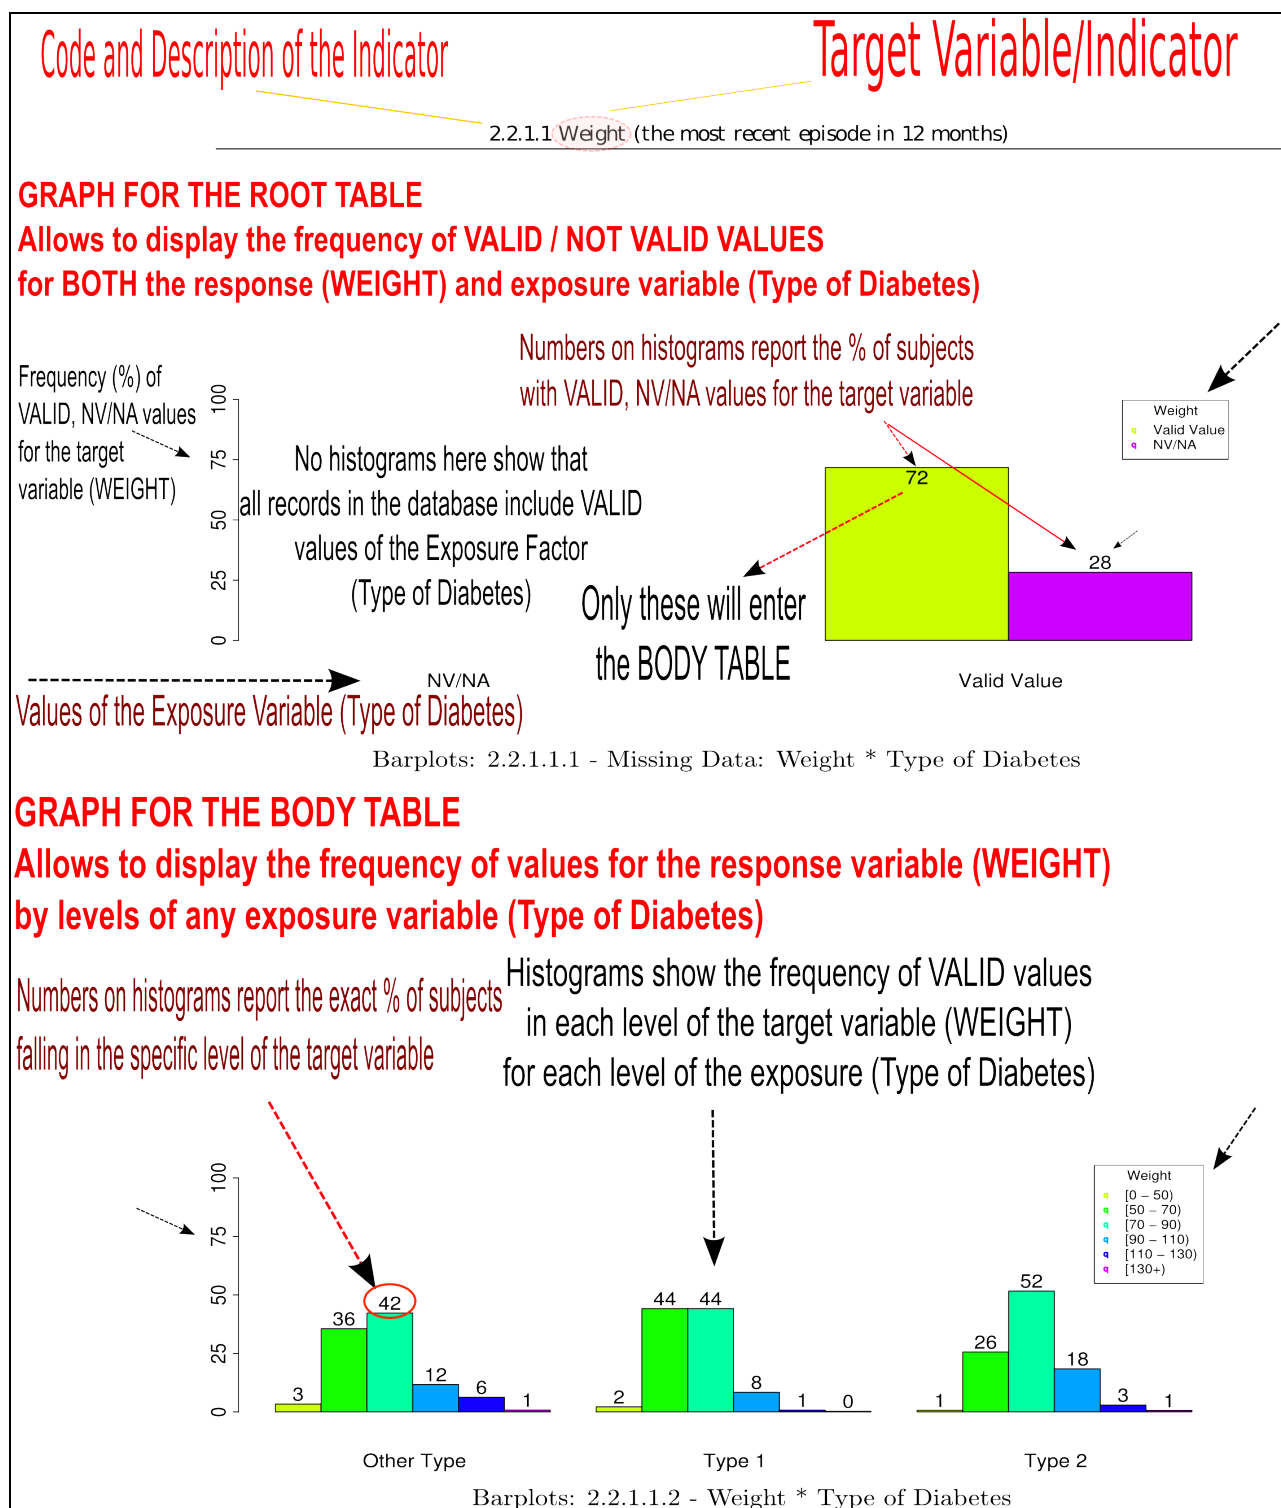 Code and Description of the Indicator
Target Variable/Indicator
2.2.1.1 Weight (the most recent episode in 12 months)
GRAPH FOR THE ROOT TABLE
Allows to display the frequency of VALID / NOT VALID VALUES
for BOTH the response (WEIGHT) and exposure variable (Type of Diabetes)
Numbers on histograms report the % of subjects
with VALID, NV/NA values for the target variable
Frequency (%) of
VALID, NV/NA values
for the target
variable (WEIGHT)
100
75
50
25
0
No histograms here show that
all records in the database include VALID
values of the Exposure Factor
(Type of Diabetes)
Only these will enter
the BODY TABLE
72
28
Weight
q Valid Value
q NV/NA
NV/NA
Valid Value
Values of the Exposure Variable (Type of Diabetes)
Barplots: 2.2.1.1.1 - Missing Data: Weight * Type of Diabetes
GRAPH FOR THE BODY TABLE
Allows to display the frequency of values for the response variable (WEIGHT)
by levels of any exposure variable (Type of Diabetes)
Numbers on histograms report the exact % of subjects
falling in the specific level of the target variable
Histograms show the frequency of VALID values
in each level of the target variable (WEIGHT)
for each level of the exposure (Type of Diabetes)
100
75
50
25
0
Weight
q [0 – 50)
q [50 – 70)
q [70 – 90)
q [90 – 110)
q [110 – 130)
q [130+)
3 36 42 12 6 1
2 44 44 8 1 0
1 26 52 18 3 1
Other Type
Type 1
Type 2
Barplots: 2.2.1.1.2 - Weight * Type of Diabetes